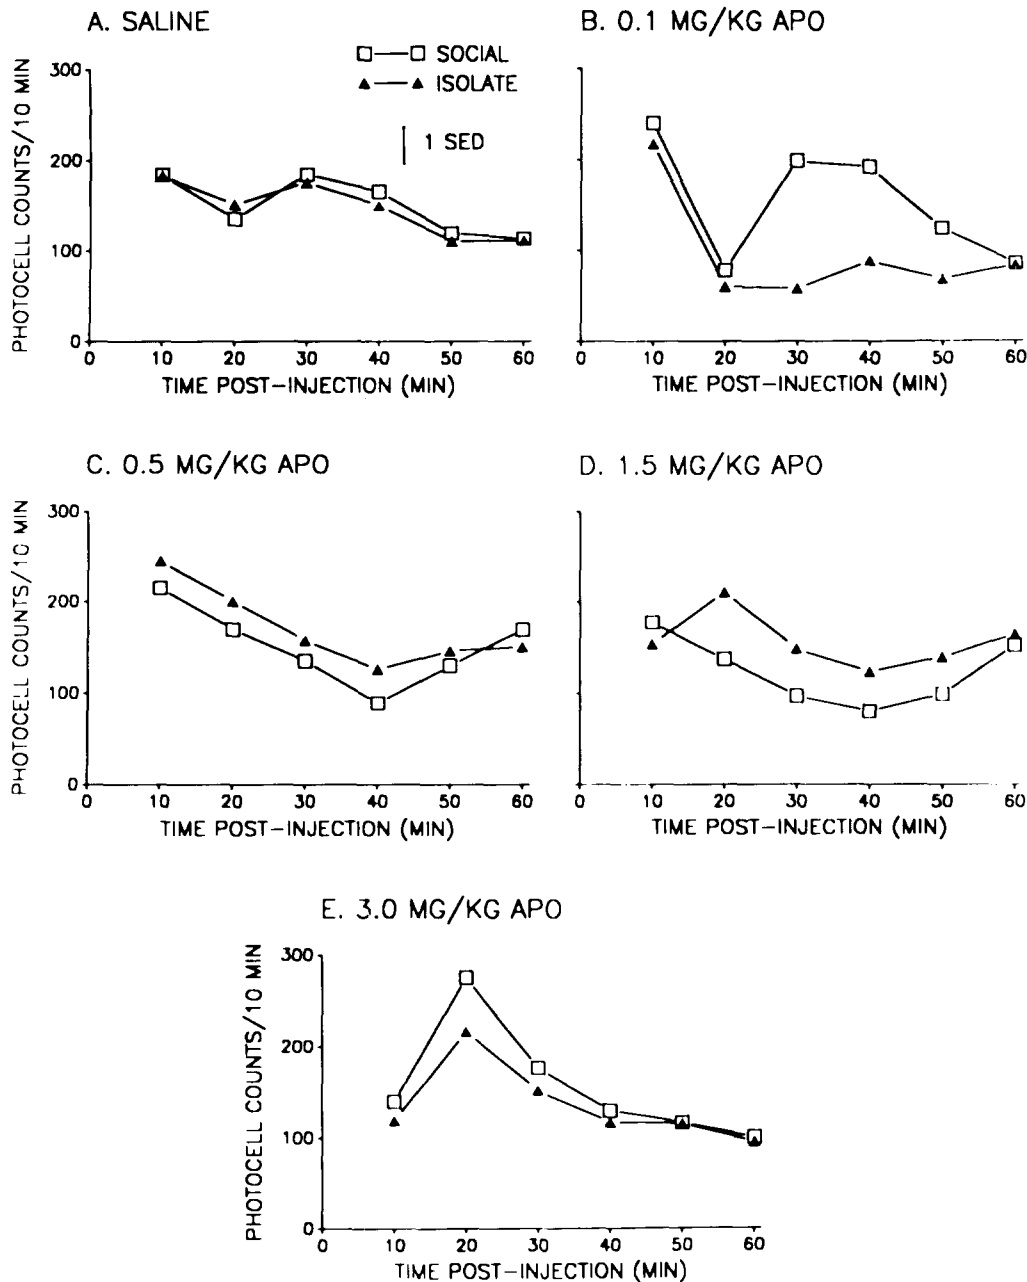 A. SALINE
SOCIAL
ISOLATE
1 SED
PHOTOCELL COUNTS/10 MIN
300
200
100
0
0 10 20 30 40 50 60
TIME POST-INJECTION (MIN)
B. 0.1 MG/KG APO
0 10 20 30 40 50 60
TIME POST-INJECTION (MIN)
C. 0.5 MG/KG APO
PHOTOCELL COUNTS/10 MIN
300
200
100
0
0 10 20 30 40 50 60
TIME POST-INJECTION (MIN)
D. 1.5 MG/KG APO
0 10 20 30 40 50 60
TIME POST-INJECTION (MIN)
E. 3.0 MG/KG APO
PHOTOCELL COUNTS/10 MIN
300
200
100
0
0 10 20 30 40 50 60
TIME POST-INJECTION (MIN)